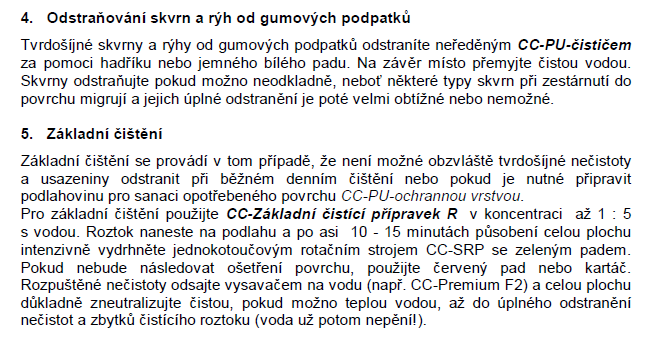 4. Odstraňování skvrn a rýh od gumových podpatků
Tvrdošíjné skvrny a rýhy od gumových podpatků odstraníte neředěným CC-PU-čističem
za pomoci hadříku nebo jemného bílého padu. Na závěr místo přemyjte čistou vodou.
Skvrny odstraňujte pokud možno neodkladně, neboť některé typy skvrn při zestárnutí do
povrchu migrují a jejich úplné odstranění je poté velmi obtížné nebo nemožné.
5. Základní čištění
Základní čištění se provádí v tom případě, že není možné obzvláště tvrdošíjné nečistoty
a usazeniny odstranit při běžném denním čištění nebo pokud je nutné připravit
podlahovinu pro sanaci opotřebeného povrchu CC-PU-ochrannou vrstvou.
Pro základní čištění použijte CC-Základní čistící přípravek R v koncentraci až 1 : 5
s vodou. Roztok naneste na podlahu a po asi 10 - 15 minutách působení celou plochu
intenzivně vydrhněte jednokotoučovým rotačním strojem CC-SRP se zeleným padem.
Pokud nebude následovat ošetření povrchu, použijte červený pad nebo kartáč.
Rozpuštěné nečistoty odsajte vysavačem na vodu (např. CC-Premium F2) a celou plochu
důkladně zneutralizujte čistou, pokud možno teplou vodou, až do úplného odstranění
nečistot a zbytků čistícího roztoku (voda už potom nepění!).